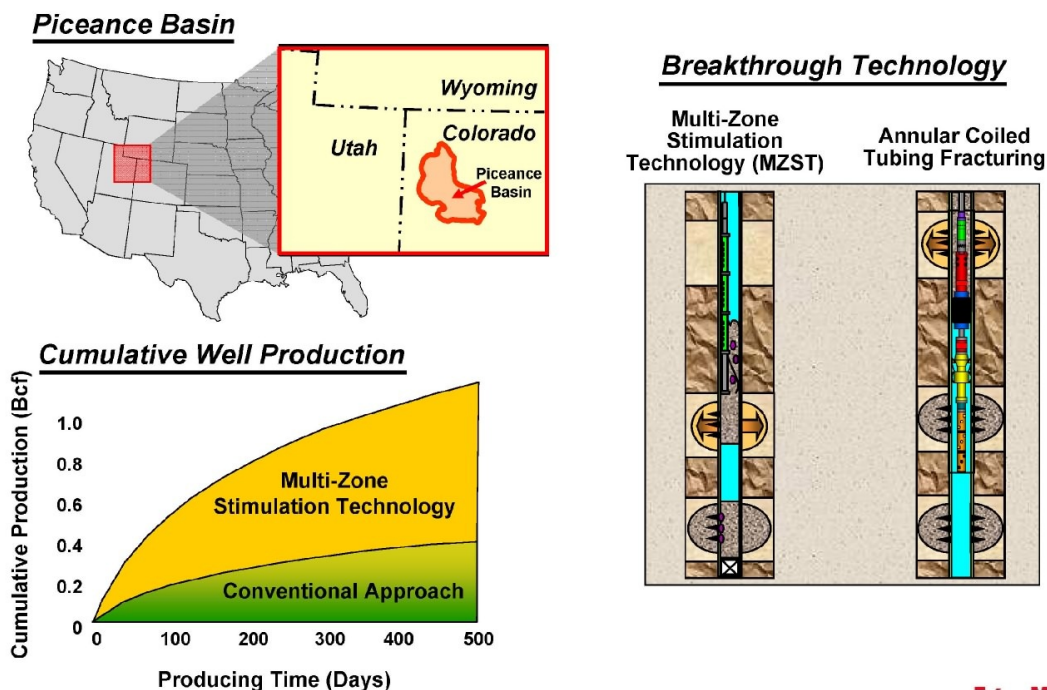 Piceance Basin
Wyoming
Utah
Colorado
Piceance
Basin
Breakthrough Technology
Multi-Zone
Stimulation
Technology (MZST)
Annular Coiled
Tubing Fracturing
Cumulative Well Production
Cumulative Production (Bcf)
1.0
0.8
0.6
0.4
0.2
0
Multi-Zone
Stimulation Technology
Conventional Approach
0 100 200 300 400 500
Producing Time (Days)